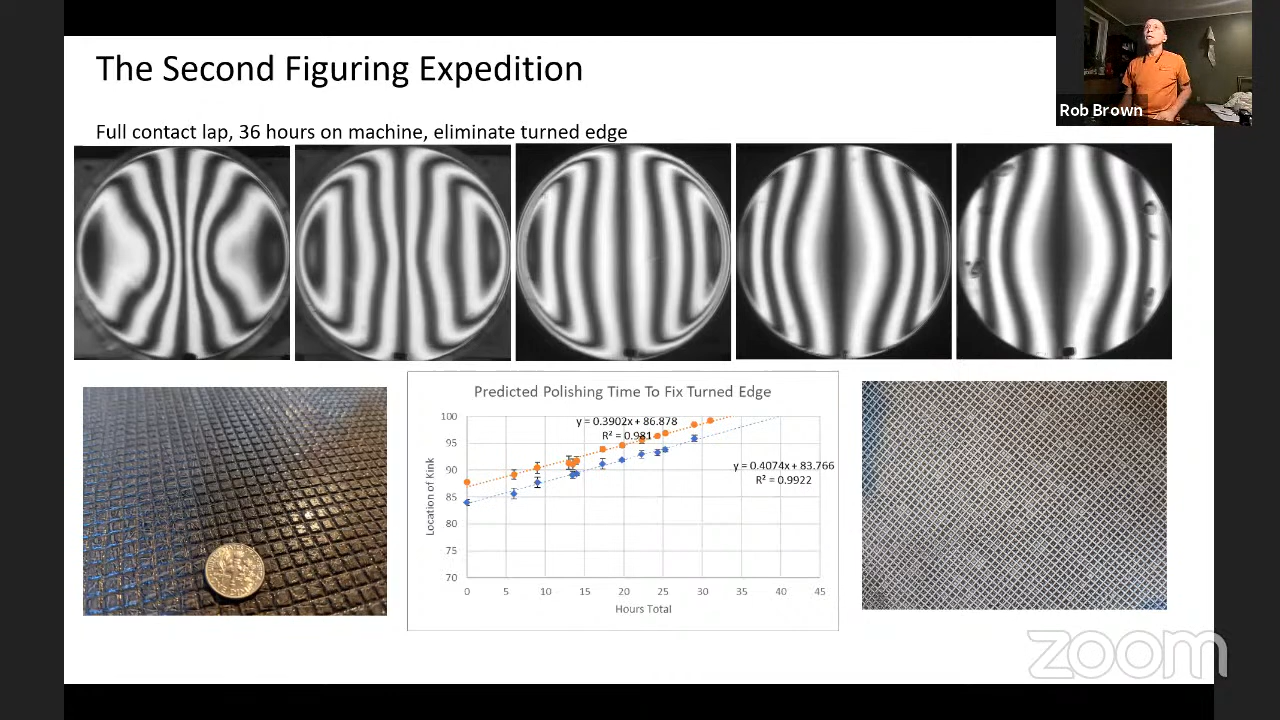 The Second Figuring Expedition
Rob Brown
Full contact lap, 36 hours on machine, eliminate turned edge
Predicted Polishing Time To Fix Turned Edge
100
95
90
85
80
75
70
Location of Kink
y = 0.3902x + 86.878
R² = 0.981
y = 0.4074x + 83.766
R² = 0.9922
0 5 10 15 20 25 30 35 40 45
Hours Total
zoom